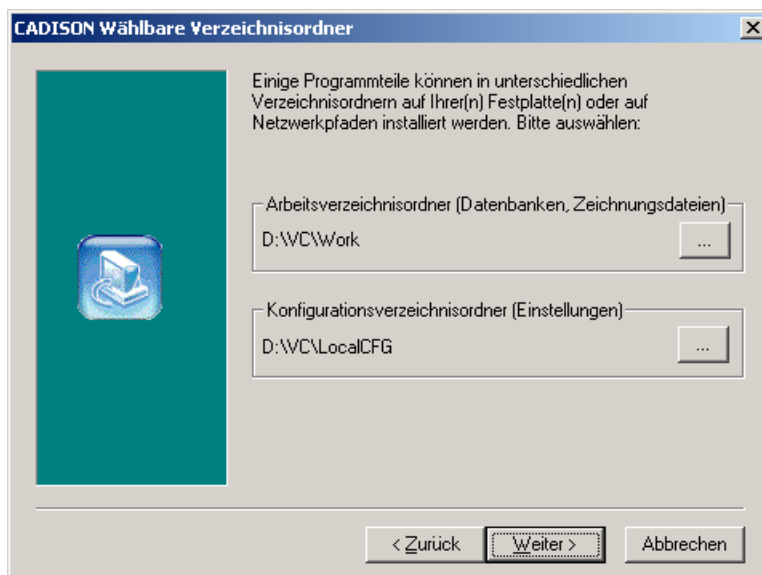 CADISON Wählbare Verzeichnisordner
Einige Programmteile können in unterschiedlichen
Verzeichnisordnern auf Ihrer(n) Festplatte(n) oder auf
Netzwerkpfaden installiert werden. Bitte auswählen:
Arbeitsverzeichnisordner (Datenbanken, Zeichnungsdateien)
D:\VC\Work
...
Konfigurationsverzeichnisordner (Einstellungen)
D:\VC\LocalCFG
...
< Zurück Weiter > Abbrechen